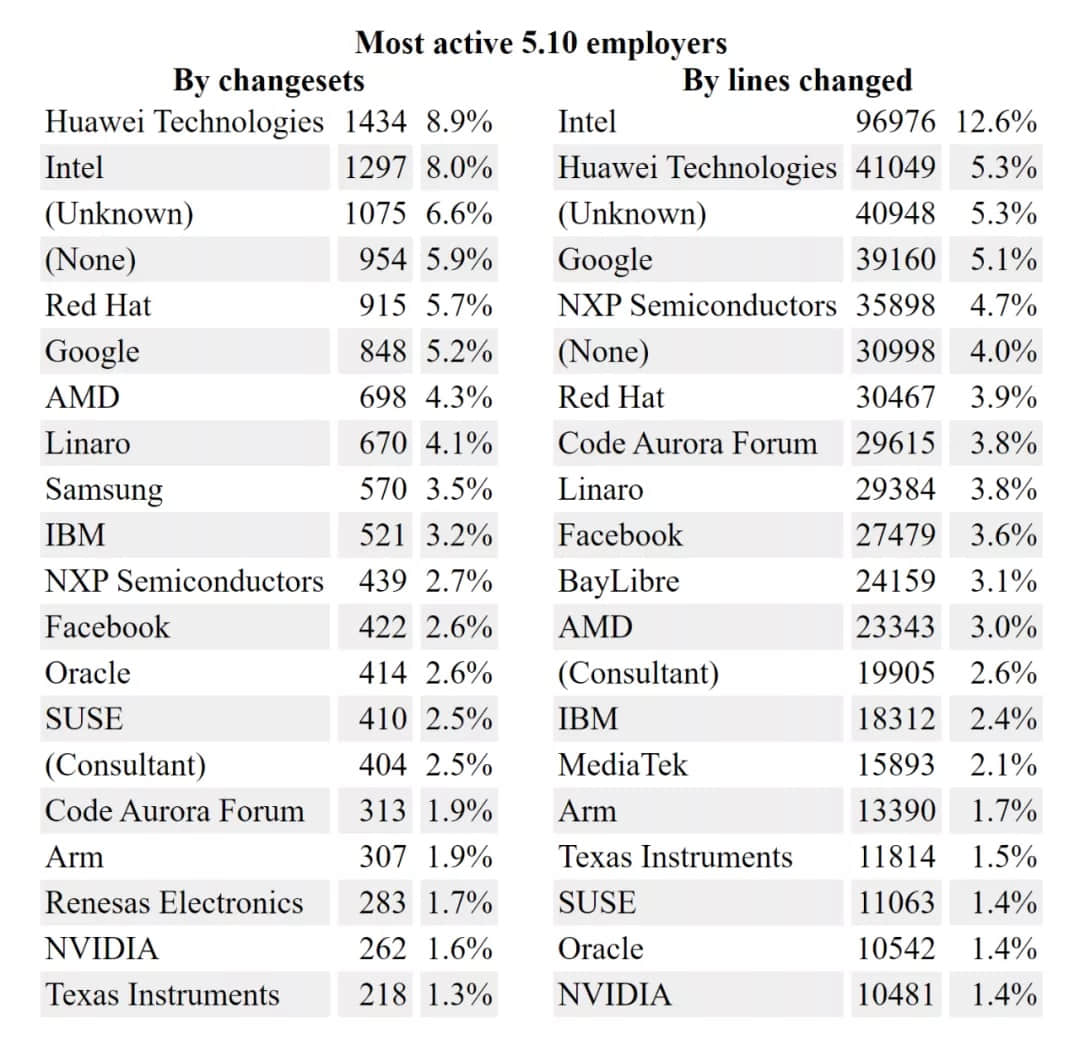 Most active 5.10 employers
By changesets
Huawei Technologies 1434 8.9%
Intel 1297 8.0%
(Unknown) 1075 6.6%
(None) 954 5.9%
Red Hat 915 5.7%
Google 848 5.2%
AMD 698 4.3%
Linaro 670 4.1%
Samsung 570 3.5%
IBM 521 3.2%
NXP Semiconductors 439 2.7%
Facebook 422 2.6%
Oracle 414 2.6%
SUSE 410 2.5%
(Consultant) 404 2.5%
Code Aurora Forum 313 1.9%
Arm 307 1.9%
Renesas Electronics 283 1.7%
NVIDIA 262 1.6%
Texas Instruments 218 1.3%
By lines changed
Intel 96976 12.6%
Huawei Technologies 41049 5.3%
(Unknown) 40948 5.3%
Google 39160 5.1%
NXP Semiconductors 35898 4.7%
(None) 30998 4.0%
Red Hat 30467 3.9%
Code Aurora Forum 29615 3.8%
Linaro 29384 3.8%
Facebook 27479 3.6%
BayLibre 24159 3.1%
AMD 23343 3.0%
(Consultant) 19905 2.6%
IBM 18312 2.4%
MediaTek 15893 2.1%
Arm 13390 1.7%
Texas Instruments 11814 1.5%
SUSE 11063 1.4%
Oracle 10542 1.4%
NVIDIA 10481 1.4%